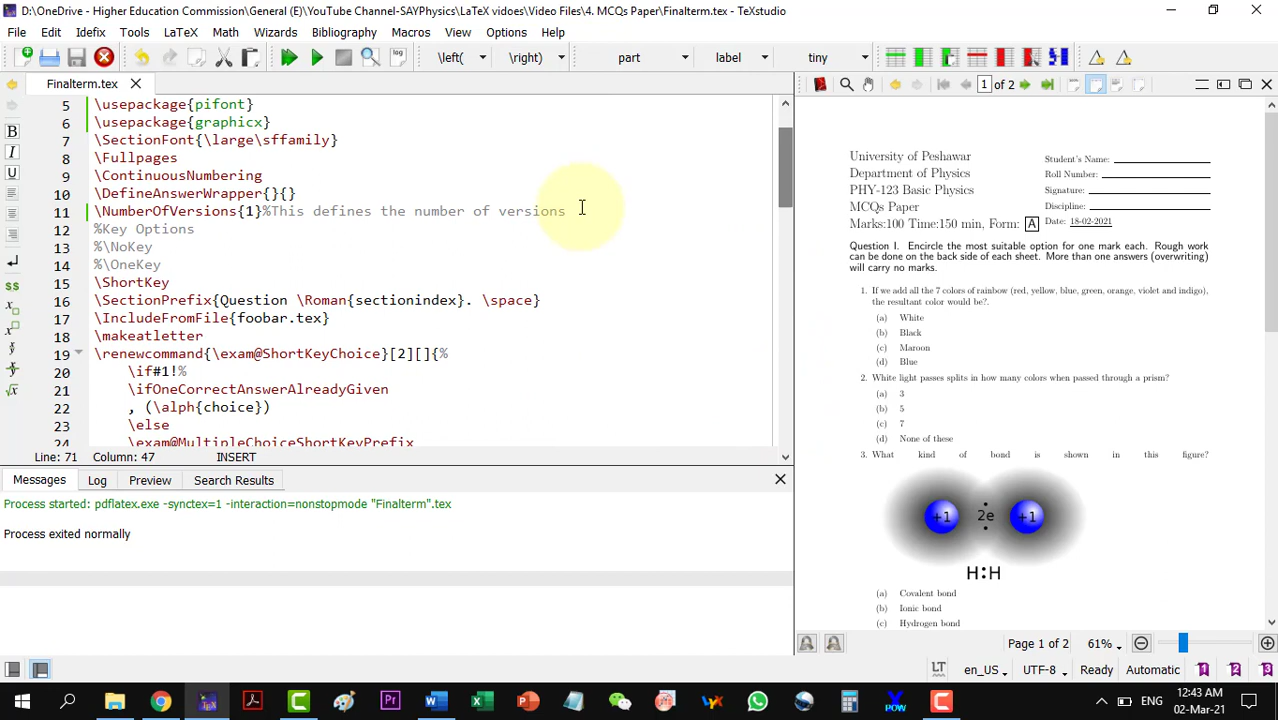 D:\OneDrive - Higher Education Commission\General (E)\YouTube Channel-SAYPhysics\LaTeX vidoes\Video Files\4. MCQs Paper\Finalterm.tex - TeXstudio
File Edit Idefix Tools LaTeX Math Wizards Bibliography Macros View Options Help
\left( \right) part label tiny
Finalterm.tex
1 of 2
5 \usepackage{pifont}
6 \usepackage{graphicx}
7 \SectionFont{\large\sffamily}
8 \Fullpages
9 \ContinuousNumbering
10 \DefineAnswerWrapper{}{}
11 \NumberOfVersions{1}%This defines the number of versions
12 %Key Options
13 %\NoKey
14 %\OneKey
15 \ShortKey
16 \SectionPrefix{Question \Roman{sectionindex}. \space}
17 \IncludeFromFile{foobar.tex}
18 \makeatletter
19 \renewcommand{\exam@ShortKeyChoice}[2][]{%
20 \if#1!%
21 \ifOneCorrectAnswerAlreadyGiven
22 , (\alph{choice})
23 \else
24 \exam@MultipleChoiceShortKeyPrefix
Line: 71 Column: 47 INSERT
Messages Log Preview Search Results
Process started: pdflatex.exe -synctex=1 -interaction=nonstopmode "Finalterm".tex
Process exited normally
University of Peshawar
Department of Physics
PHY-123 Basic Physics
MCQs Paper
Marks:100 Time:150 min, Form: A
Student's Name:
Roll Number:
Signature:
Discipline:
Date: 18-02-2021
Question I. Encircle the most suitable option for one mark each. Rough work
can be done on the back side of each sheet. More than one answers (overwriting)
will carry no marks.
1. If we add all the 7 colors of rainbow (red, yellow, blue, green, orange, violet and indigo),
the resultant color would be?.
(a) White
(b) Black
(c) Maroon
(d) Blue
2. White light passes splits in how many colors when passed through a prism?
(a) 3
(b) 5
(c) 7
(d) None of these
3. What kind of bond is shown in this figure?
+1 2e +1
H:H
(a) Covalent bond
(b) Ionic bond
(c) Hydrogen bond
Page 1 of 2 61%
LT en_US UTF-8 Ready Automatic 1 2 3
ENG 12:43 AM
02-Mar-21